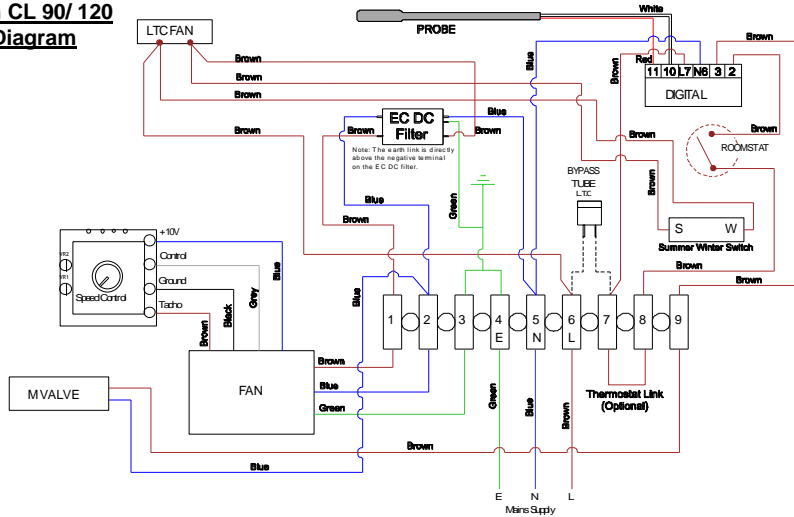 CL 90/ 120
Diagram
LTC FAN
PROBE
White
Brown
Brown
Brown
Brown
Brown
Blue
Brown
Red
11 10 L7 N6 3 2
DIGITAL
EC DC
Filter
Brown
Blue
Brown
Note: The earth link is directly
above the negative terminal
on the EC DC filter.
Brown
Brown
ROOMSTAT
BYPASS
TUBE
L.T.C
Brown
Blue
Green
S W
Summer Winter Switch
Brown
Brown
Brown
+10V
Control
Ground
Tacho
VR2
VR1
Speed Control
Brown
Black
Grey
Blue
1 2 3 4 5 6 7 8 9
E N L
FAN
Brown
Blue
Green
Thermostat Link
(Optional)
M VALVE
Green
Blue
Brown
Brown
Blue
E N L
Mains Supply